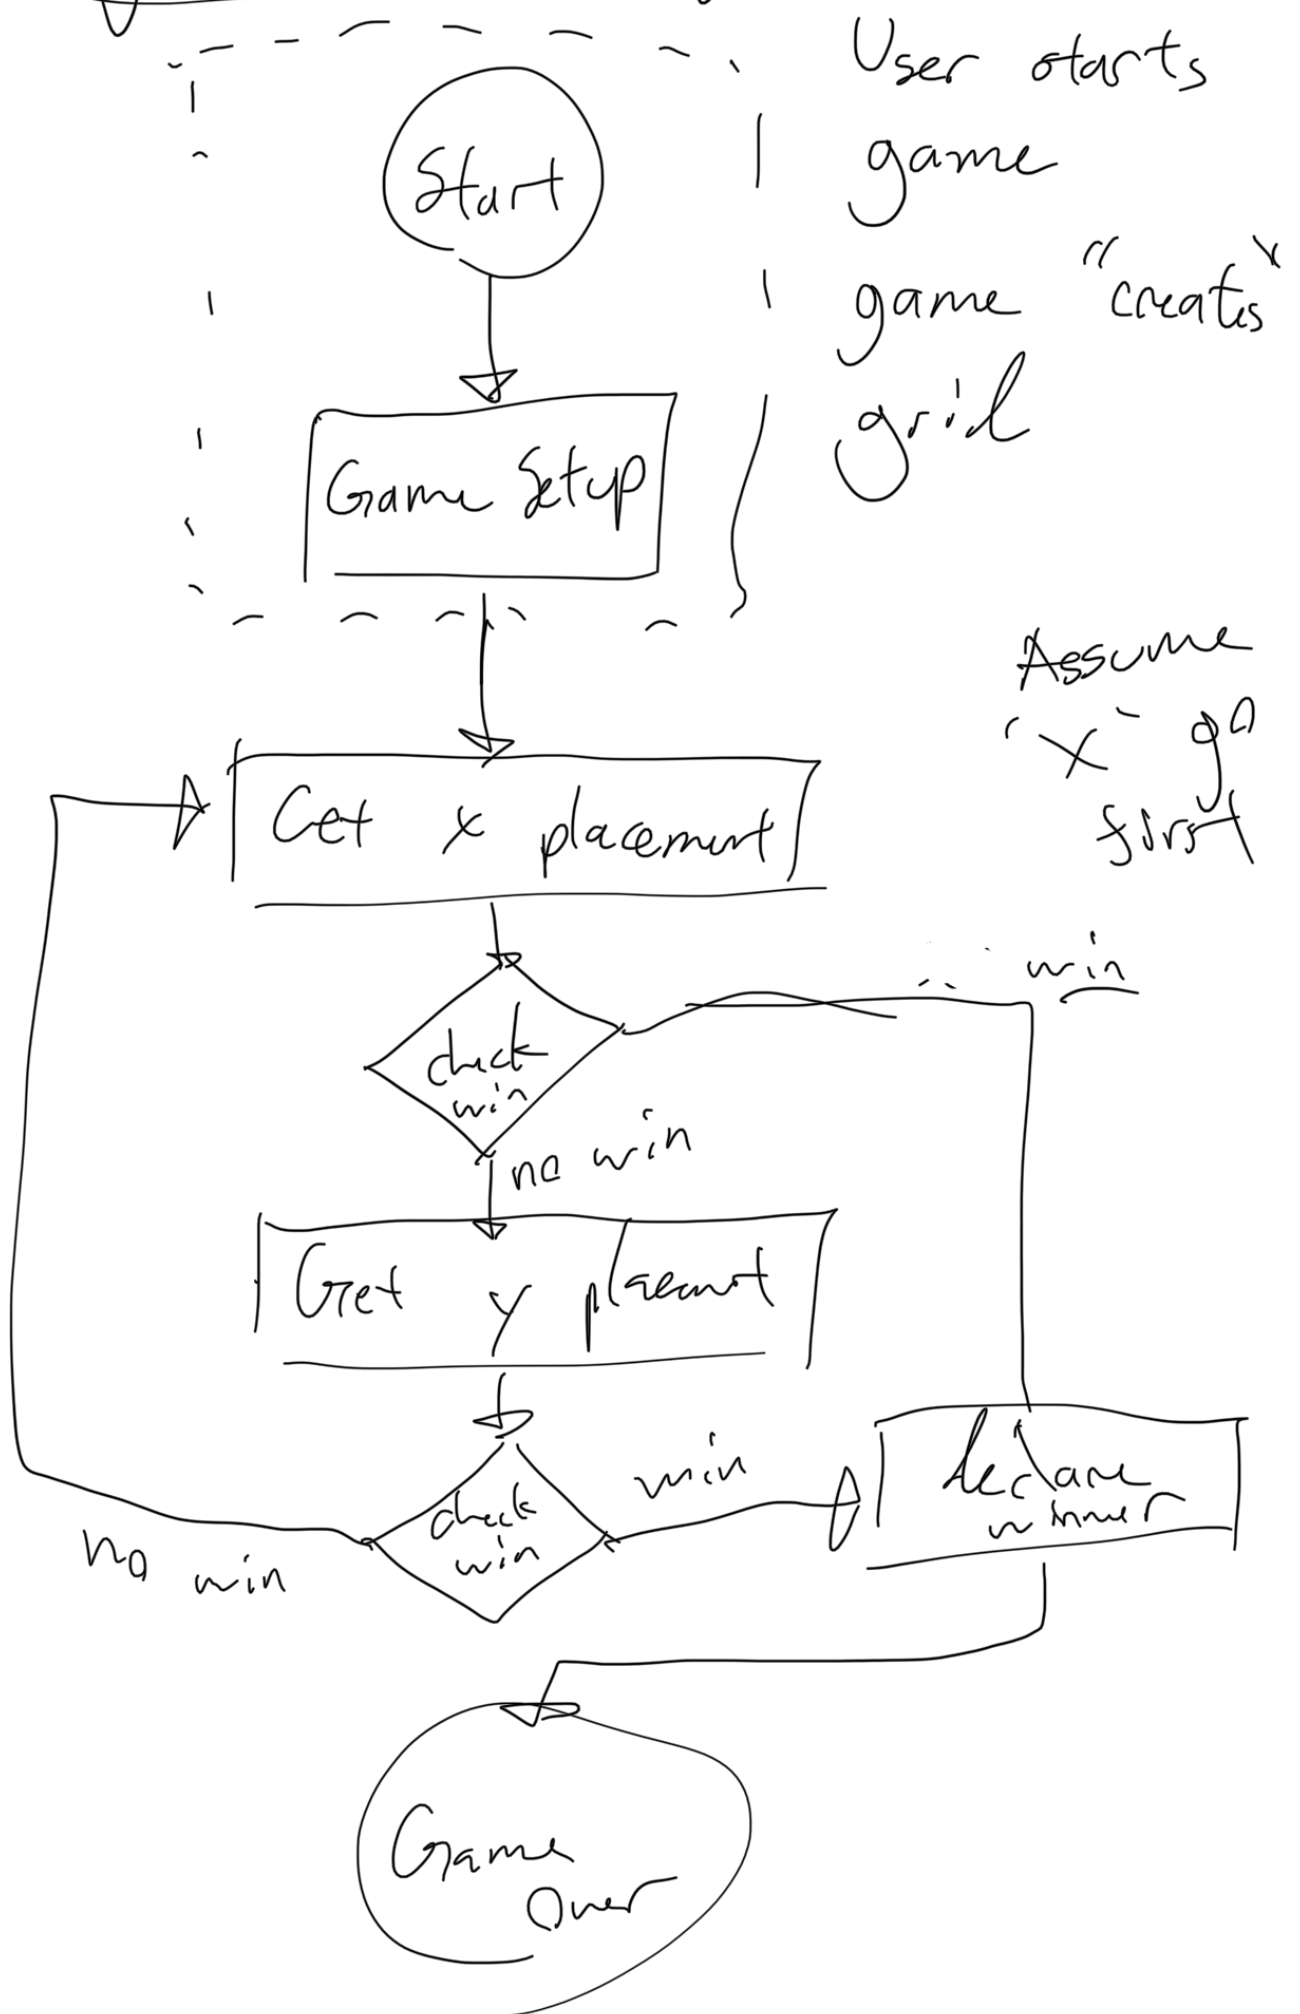 User starts
game
Start
game "creates"
grid
Game Setup
Assume
"x" go
first
Get x placement
win
check
win
no win
Get y placement
win
declare
winner
check
win
no win
Game
Over